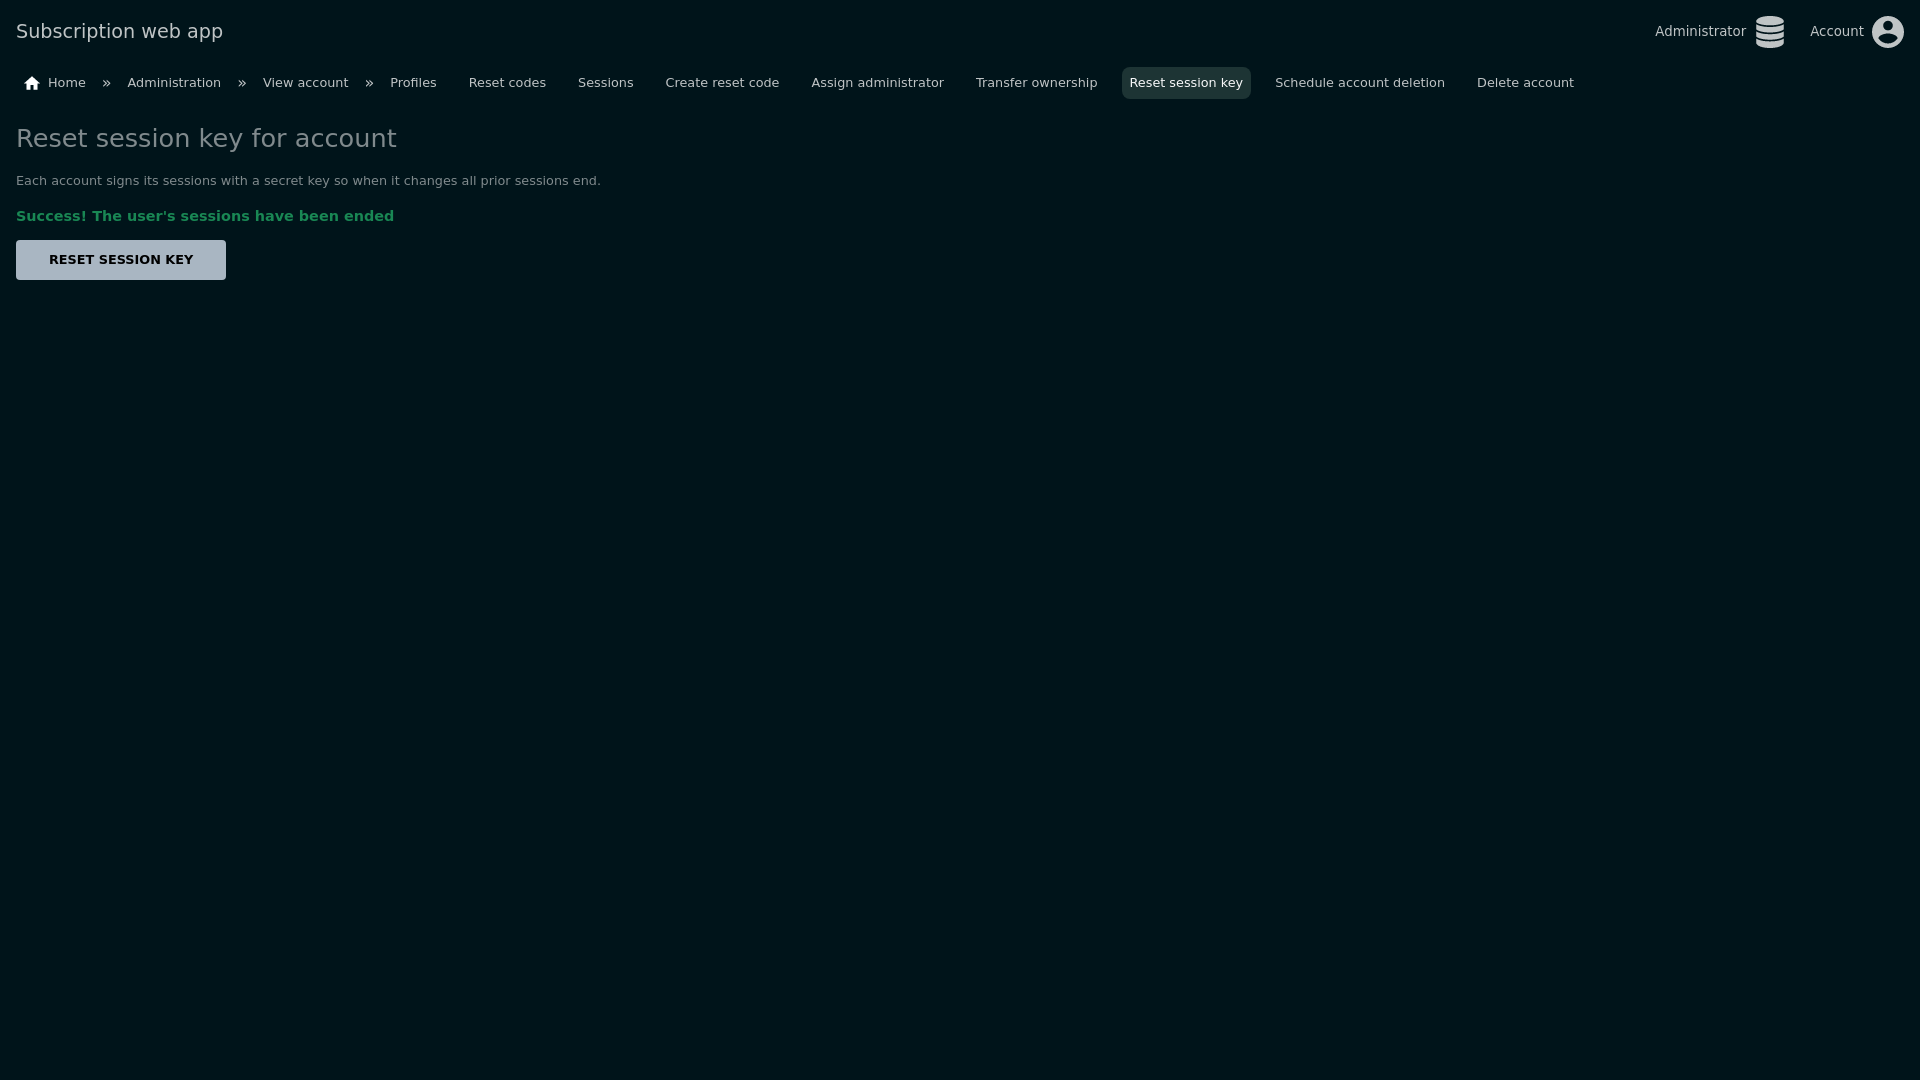 Subscription web app
Administrator
Account
Home » Administration » View account » Profiles Reset codes Sessions Create reset code Assign administrator Transfer ownership Reset session key Schedule account deletion Delete account
Reset session key for account
Each account signs its sessions with a secret key so when it changes all prior sessions end.
Success! The user's sessions have been ended
RESET SESSION KEY